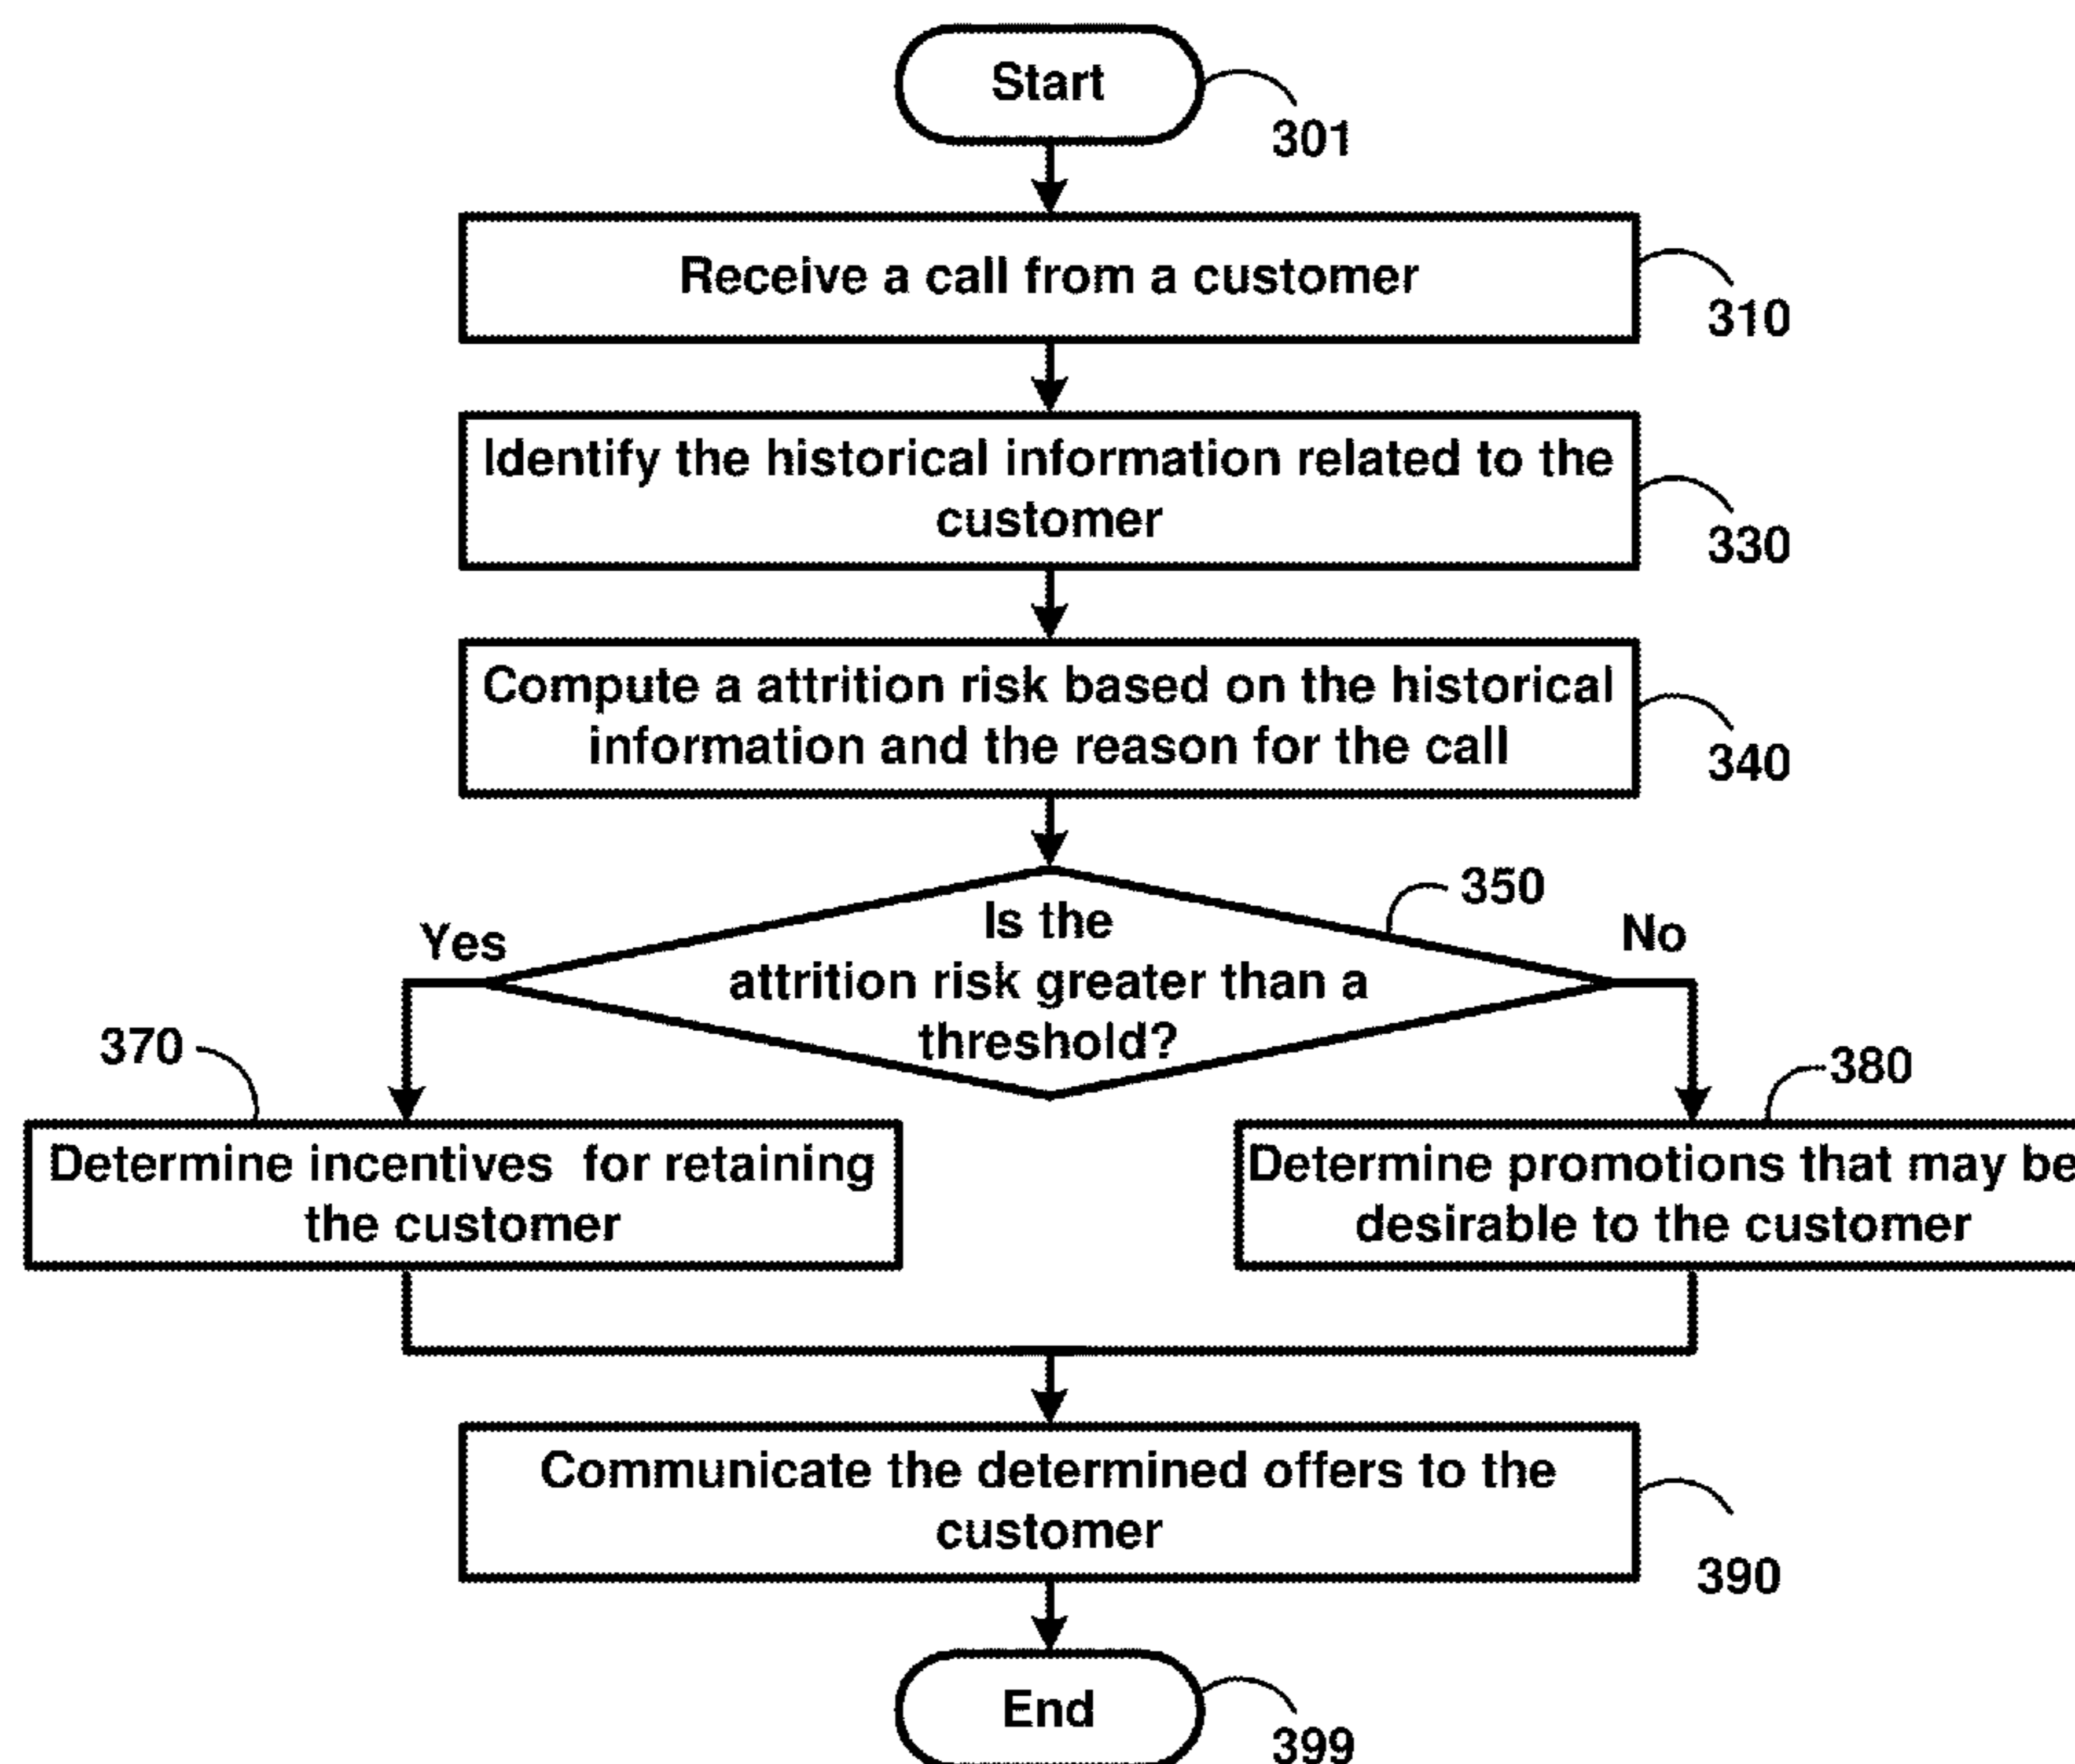 Start
301
Receive a call from a customer
310
Identify the historical information related to the
customer
330
Compute a attrition risk based on the historical
information and the reason for the call
340
350
Is the
attrition risk greater than a
threshold?
Yes
No
370
380
Determine incentives for retaining
the customer
Determine promotions that may be
desirable to the customer
Communicate the determined offers to the
customer
390
End
399